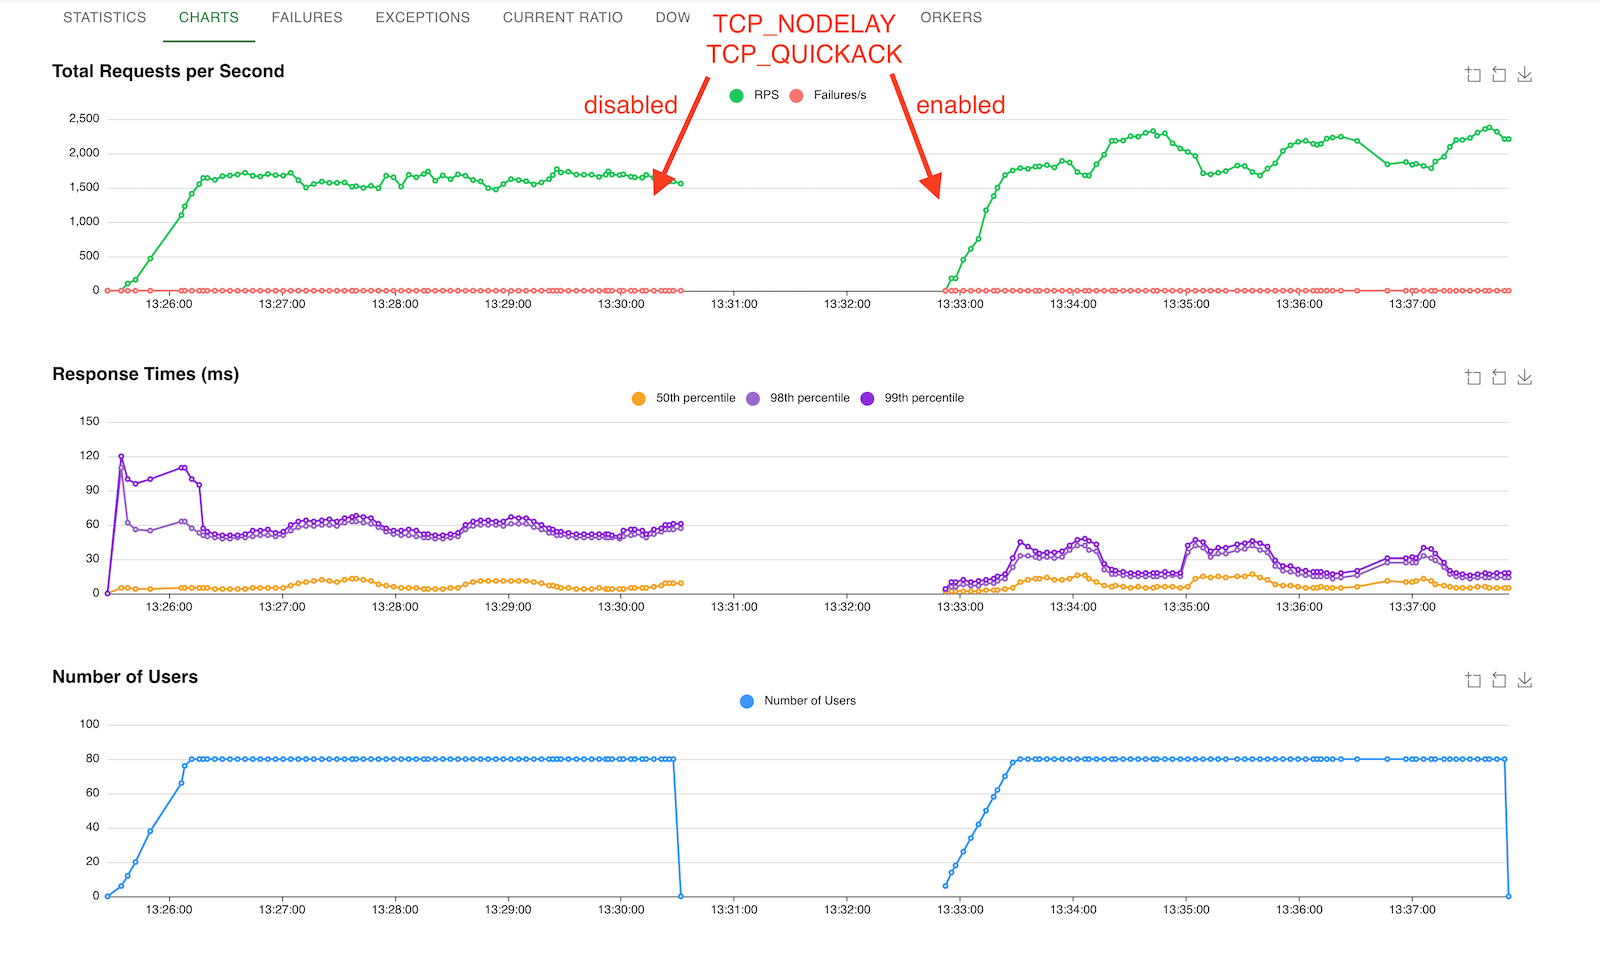 STATISTICS CHARTS FAILURES EXCEPTIONS CURRENT RATIO DOW ORKERS
TCP_NODELAY
TCP_QUICKACK
disabled
enabled
Total Requests per Second
RPS Failures/s
2,500
2,000
1,500
1,000
500
0
13:26:00 13:27:00 13:28:00 13:29:00 13:30:00 13:31:00 13:32:00 13:33:00 13:34:00 13:35:00 13:36:00 13:37:00
Response Times (ms)
50th percentile 98th percentile 99th percentile
150
120
90
60
30
0
13:26:00 13:27:00 13:28:00 13:29:00 13:30:00 13:31:00 13:32:00 13:33:00 13:34:00 13:35:00 13:36:00 13:37:00
Number of Users
Number of Users
100
80
60
40
20
0
13:26:00 13:27:00 13:28:00 13:29:00 13:30:00 13:31:00 13:32:00 13:33:00 13:34:00 13:35:00 13:36:00 13:37:00